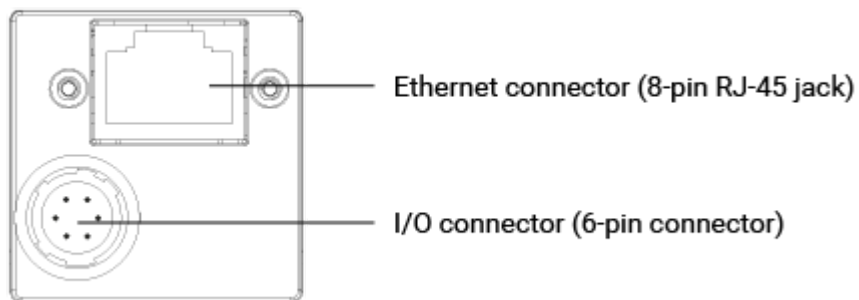 Ethernet connector (8-pin RJ-45 jack)
I/O connector (6-pin connector)